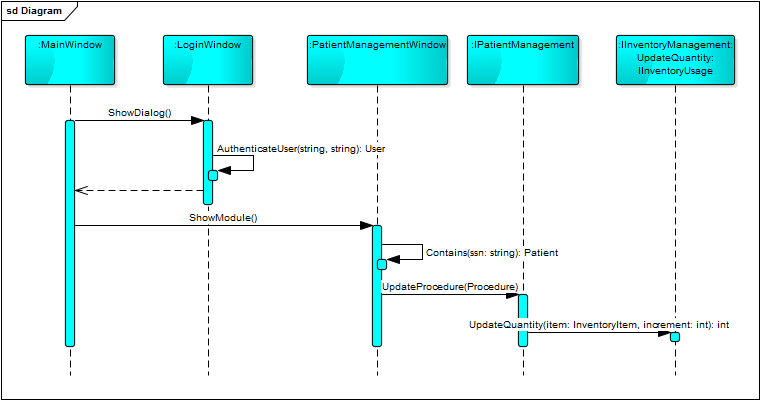 sd Diagram
:MainWindow
:LoginWindow
:PatientManagementWindow
:IPatientManagement
:IInventoryManagement:
UpdateQuantity:
IInventoryUsage
ShowDialog()
AuthenticateUser(string, string): User
ShowModule()
Contains(ssn: string): Patient
UpdateProcedure(Procedure)
UpdateQuantity(item: InventoryItem, increment: int): int